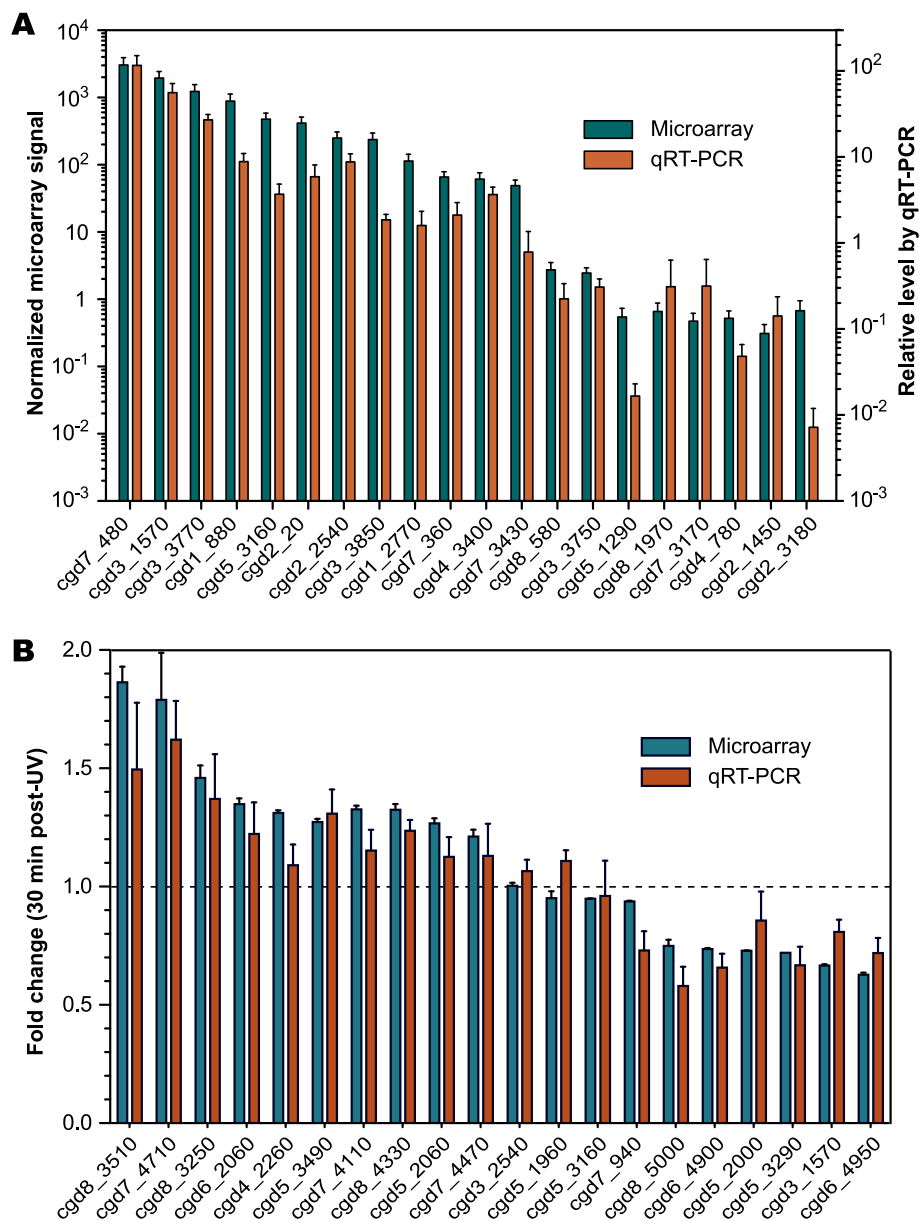 A
Normalized microarray signal
10^4
10^3
10^2
10
1
10^-1
10^-2
10^-3
Microarray
qRT-PCR
10^2
10
1
10^-1
10^-2
10^-3
Relative level by qRT-PCR
cgd7_480
cgd3_1570
cgd3_3770
cgd1_880
cgd5_3160
cgd2_20
cgd2_2540
cgd3_3850
cgd1_2770
cgd7_360
cgd4_3400
cgd7_3430
cgd8_580
cgd3_3750
cgd5_1290
cgd8_1970
cgd7_3170
cgd4_780
cgd2_1450
cgd2_3180
B
Fold change (30 min post-UV)
2.0
1.5
1.0
0.5
0.0
Microarray
qRT-PCR
cgd8_3510
cgd7_4710
cgd8_3250
cgd6_2060
cgd4_2260
cgd5_3490
cgd7_4110
cgd8_4330
cgd5_2060
cgd7_4470
cgd3_2540
cgd5_1960
cgd5_3160
cgd7_940
cgd8_5000
cgd6_4900
cgd5_2000
cgd5_3290
cgd3_1570
cgd6_4950